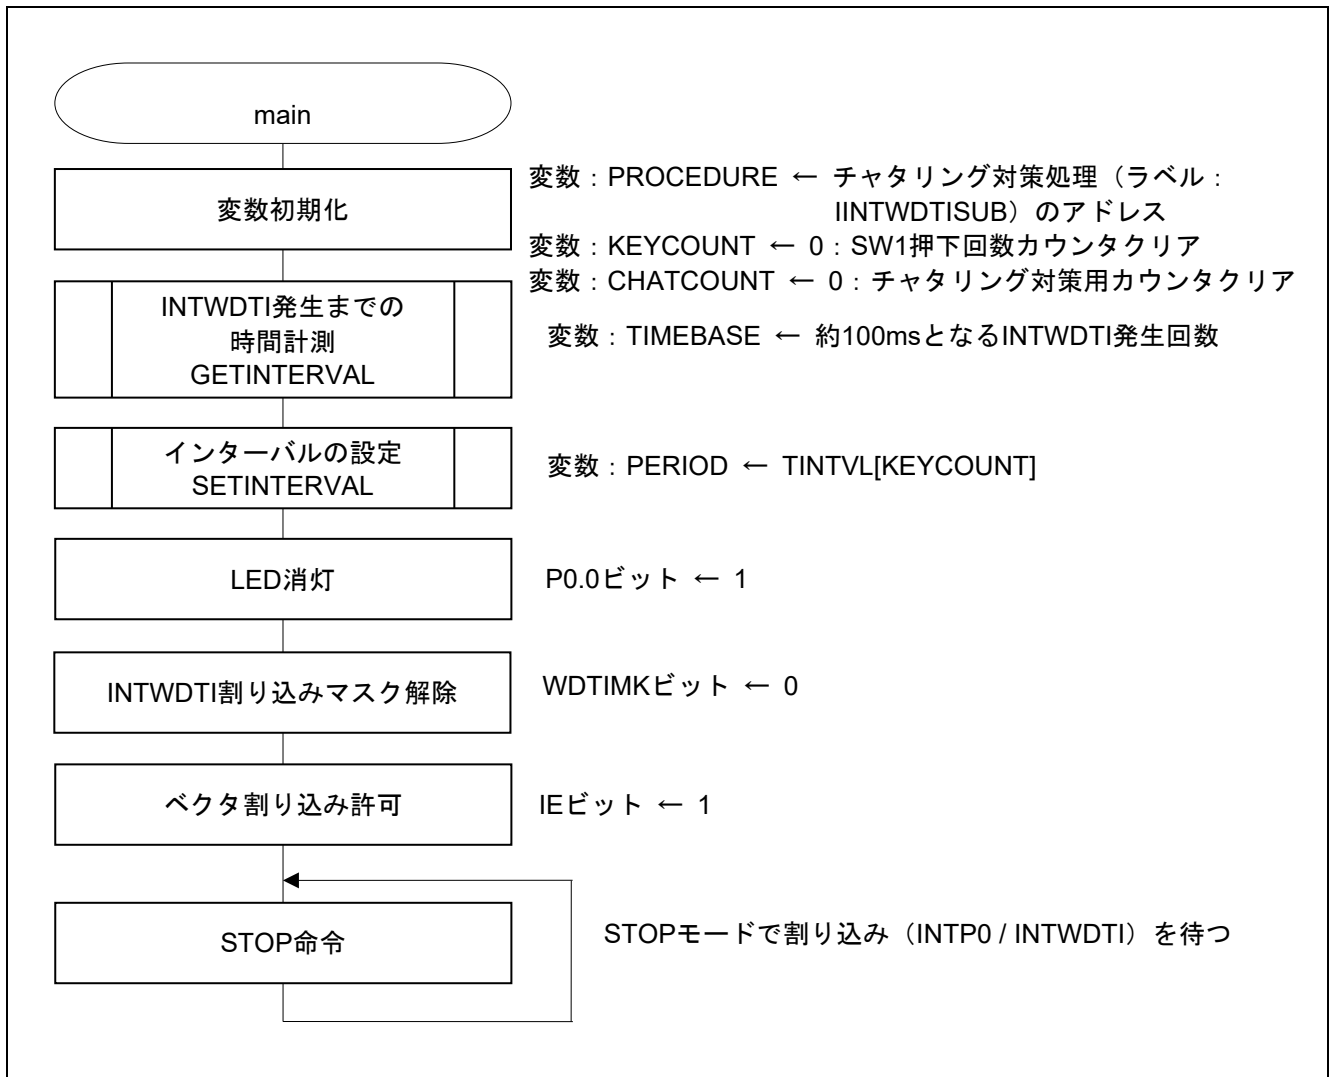 main
変数初期化
変数：PROCEDURE ← チャタリング対策処理（ラベル：
IINTWDTISUB）のアドレス
変数：KEYCOUNT ← 0：SW1押下回数カウンタクリア
変数：CHATCOUNT ← 0：チャタリング対策用カウンタクリア
INTWDTI発生までの
時間計測
GETINTERVAL
変数：TIMEBASE ← 約100msとなるINTWDTI発生回数
インターバルの設定
SETINTERVAL
変数：PERIOD ← TINTVL[KEYCOUNT]
LED消灯
P0.0ビット ← 1
INTWDTI割り込みマスク解除
WDTIMKビット ← 0
ベクタ割り込み許可
IEビット ← 1
STOP命令
STOPモードで割り込み（INTP0 / INTWDTI）を待つ